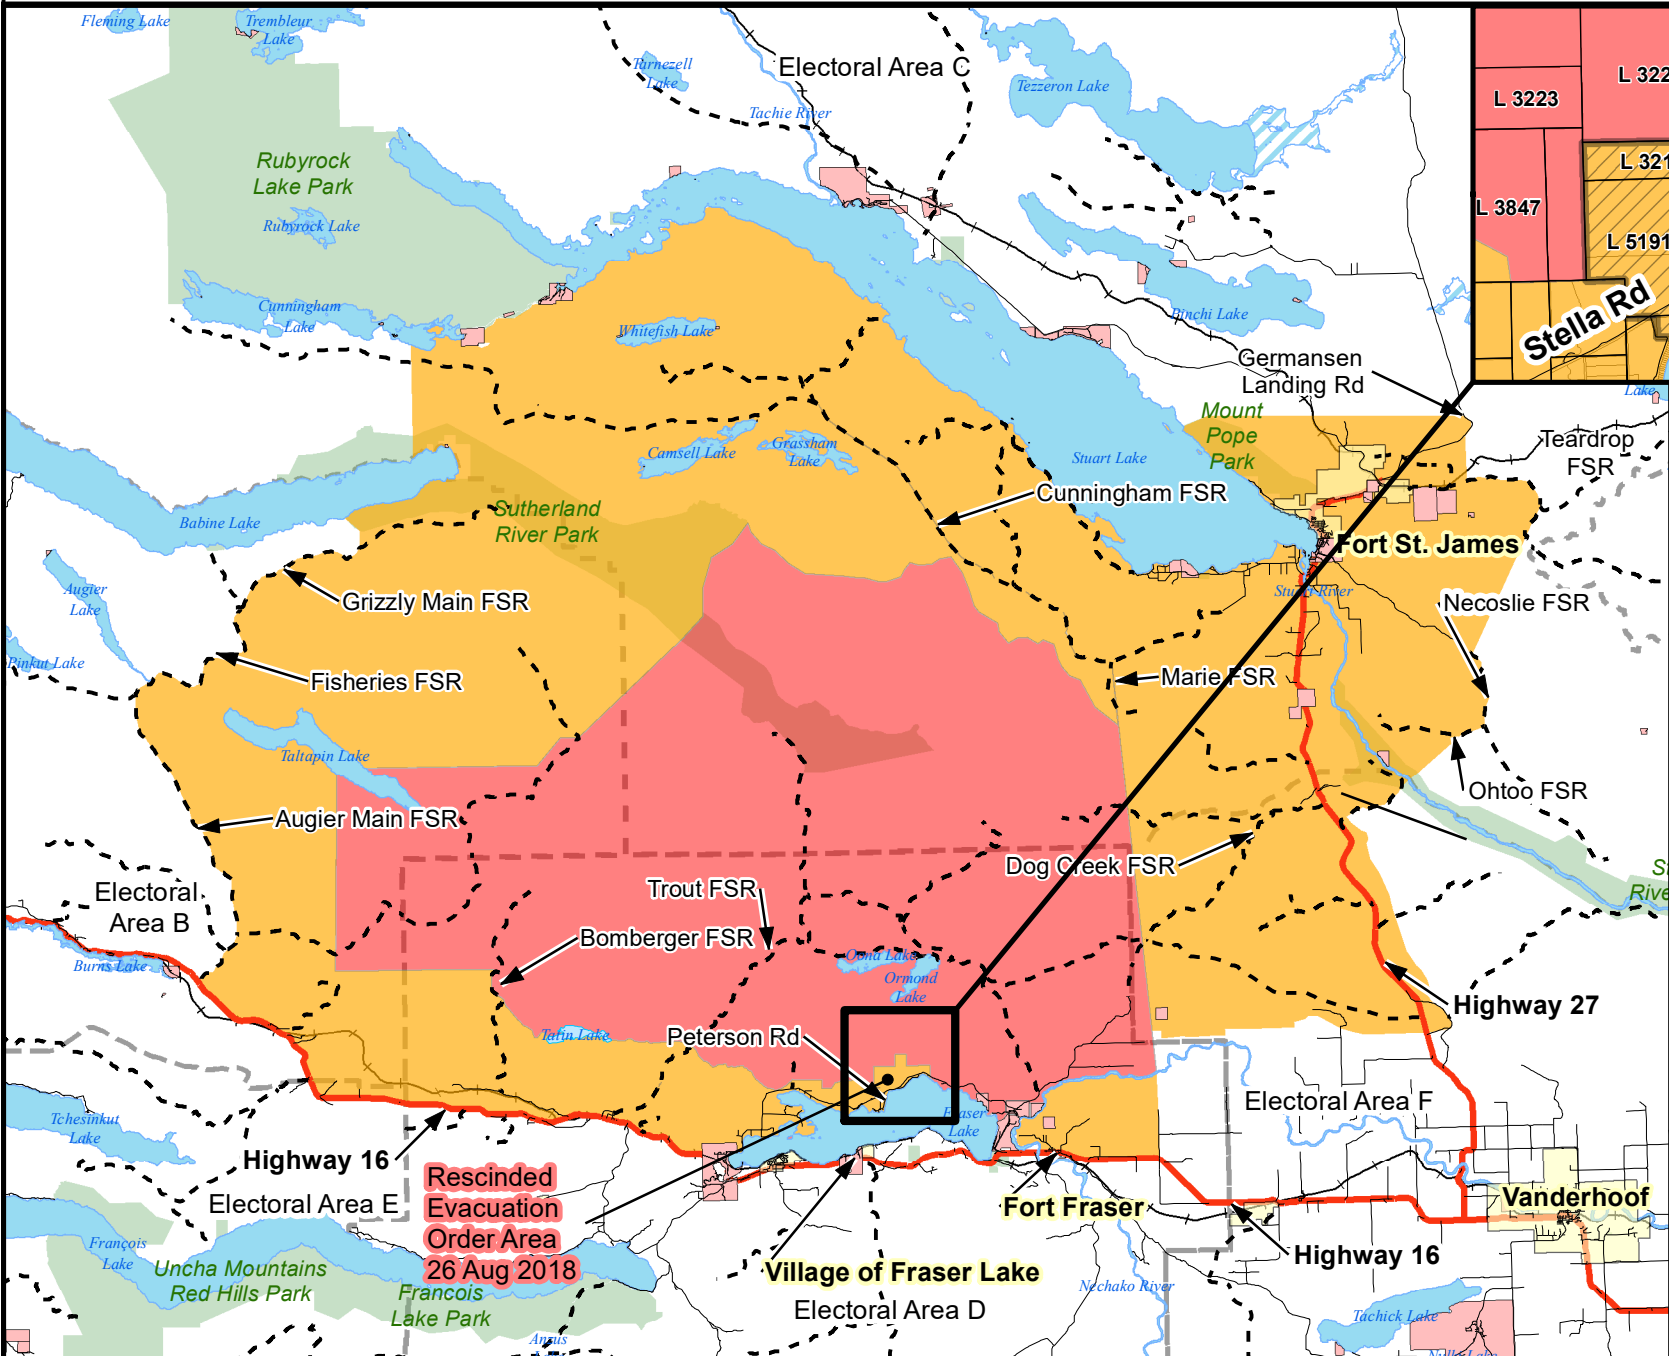 Fleming Lake
Trembleur
Lake
Tarnezell
Lake
Electoral Area C
Tachie River
Tezzeron Lake
L 322
L 3223
L 321
L 3847
L 5191
Stella Rd
Rubyrock
Lake Park
Rubyrock Lake
Cunningham
Lake
Whitefish Lake
Binchi Lake
Germansen
Landing Rd
Lake
Mount
Pope
Park
Teardrop
FSR
Camsell Lake
Grassham
Lake
Stuart Lake
Cunningham FSR
Babine Lake
Sutherland
River Park
Fort St. James
Augier
Lake
Grizzly Main FSR
Stuart River
Necoslie FSR
Pinkut Lake
Fisheries FSR
Marie FSR
Taltapin Lake
Ohtoo FSR
Augier Main FSR
Dog Creek FSR
Electoral
Area B
Trout FSR
Bomberger FSR
Burns Lake
Oona Lake
Ormond
Lake
Highway 27
Tatin Lake
Peterson Rd
Fraser
Lake
Electoral Area F
Tchesinkut
Lake
Highway 16
Rescinded
Evacuation
Order Area
26 Aug 2018
Electoral Area E
Fort Fraser
Vanderhoof
François
Lake
Uncha Mountains
Red Hills Park
Francois
Lake Park
Village of Fraser Lake
Highway 16
Electoral Area D
Nechako River
Tachick Lake